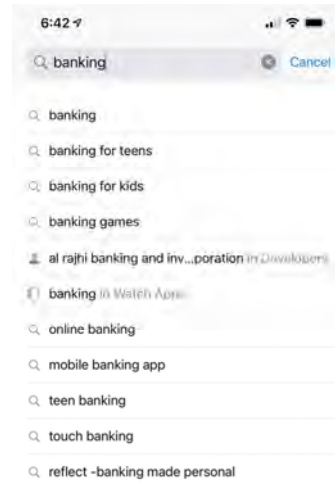 6:42
banking
Cancel
banking
banking for teens
banking for kids
banking games
al rajhi banking and inv...poration in Developers
banking in Watch Apps
online banking
mobile banking app
teen banking
touch banking
reflect -banking made personal